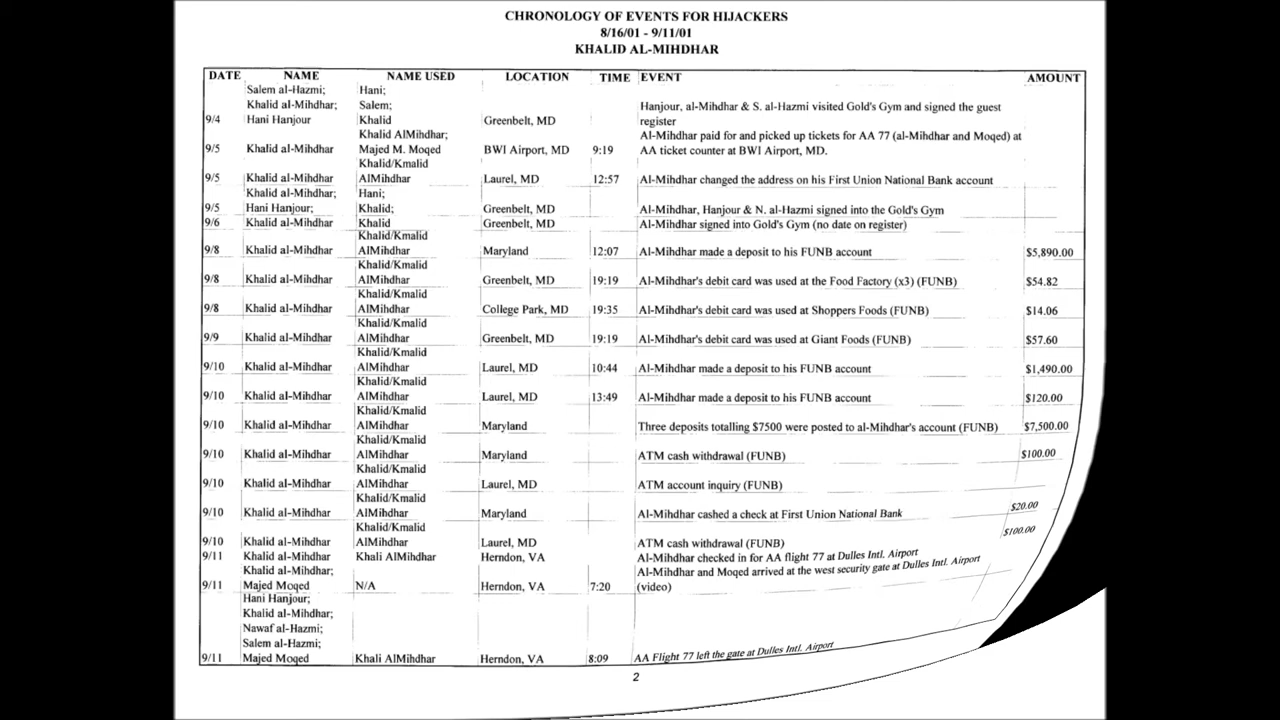 CHRONOLOGY OF EVENTS FOR HIJACKERS
8/16/01 - 9/11/01
KHALID AL-MIHDHAR
DATE NAME NAME USED LOCATION TIME EVENT AMOUNT
Salem al-Hazmi; Hani;
Khalid al-Mihdhar; Salem; Hanjour, al-Mihdhar & S. al-Hazmi visited Gold's Gym and signed the guest
9/4 Hani Hanjour Khalid Greenbelt, MD register
Khalid AlMihdhar; Al-Mihdhar paid for and picked up tickets for AA 77 (al-Mihdhar and Moqed) at
9/5 Khalid al-Mihdhar Majed M. Moqed BWI Airport, MD 9:19 AA ticket counter at BWI Airport, MD.
Khalid/Kmalid
9/5 Khalid al-Mihdhar AlMihdhar Laurel, MD 12:57 Al-Mihdhar changed the address on his First Union National Bank account
Khalid al-Mihdhar; Hani;
9/5 Hani Hanjour; Khalid; Greenbelt, MD Al-Mihdhar, Hanjour & N. al-Hazmi signed into the Gold's Gym
9/6 Khalid al-Mihdhar Khalid Greenbelt, MD Al-Mihdhar signed into Gold's Gym (no date on register)
Khalid/Kmalid
9/8 Khalid al-Mihdhar AlMihdhar Maryland 12:07 Al-Mihdhar made a deposit to his FUNB account $5,890.00
Khalid/Kmalid
9/8 Khalid al-Mihdhar AlMihdhar Greenbelt, MD 19:19 Al-Mihdhar's debit card was used at the Food Factory (x3) (FUNB) $54.82
Khalid/Kmalid
9/8 Khalid al-Mihdhar AlMihdhar College Park, MD 19:35 Al-Mihdhar's debit card was used at Shoppers Foods (FUNB) $14.06
Khalid/Kmalid
9/9 Khalid al-Mihdhar AlMihdhar Greenbelt, MD 19:19 Al-Mihdhar's debit card was used at Giant Foods (FUNB) $57.60
Khalid/Kmalid
9/10 Khalid al-Mihdhar AlMihdhar Laurel, MD 10:44 Al-Mihdhar made a deposit to his FUNB account $1,490.00
Khalid/Kmalid
9/10 Khalid al-Mihdhar AlMihdhar Laurel, MD 13:49 Al-Mihdhar made a deposit to his FUNB account $120.00
Khalid/Kmalid
9/10 Khalid al-Mihdhar AlMihdhar Maryland Three deposits totalling $7500 were posted to al-Mihdhar's account (FUNB) $7,500.00
Khalid/Kmalid
9/10 Khalid al-Mihdhar AlMihdhar Maryland ATM cash withdrawal (FUNB) $100.00
Khalid/Kmalid
9/10 Khalid al-Mihdhar AlMihdhar Laurel, MD ATM account inquiry (FUNB)
Khalid/Kmalid
9/10 Khalid al-Mihdhar AlMihdhar Maryland Al-Mihdhar cashed a check at First Union National Bank $20.00
Khalid/Kmalid
9/10 Khalid al-Mihdhar AlMihdhar Laurel, MD ATM cash withdrawal (FUNB) $100.00
9/11 Khalid al-Mihdhar Khali AlMihdhar Herndon, VA Al-Mihdhar checked in for AA flight 77 at Dulles Intl. Airport
Khalid al-Mihdhar; Al-Mihdhar and Moqed arrived at the west security gate at Dulles Intl. Airport
9/11 Majed Moqed N/A Herndon, VA 7:20 (video)
Hani Hanjour;
Khalid al-Mihdhar;
Nawaf al-Hazmi;
Salem al-Hazmi;
9/11 Majed Moqed Khali AlMihdhar Herndon, VA 8:09 AA Flight 77 left the gate at Dulles Intl. Airport
2